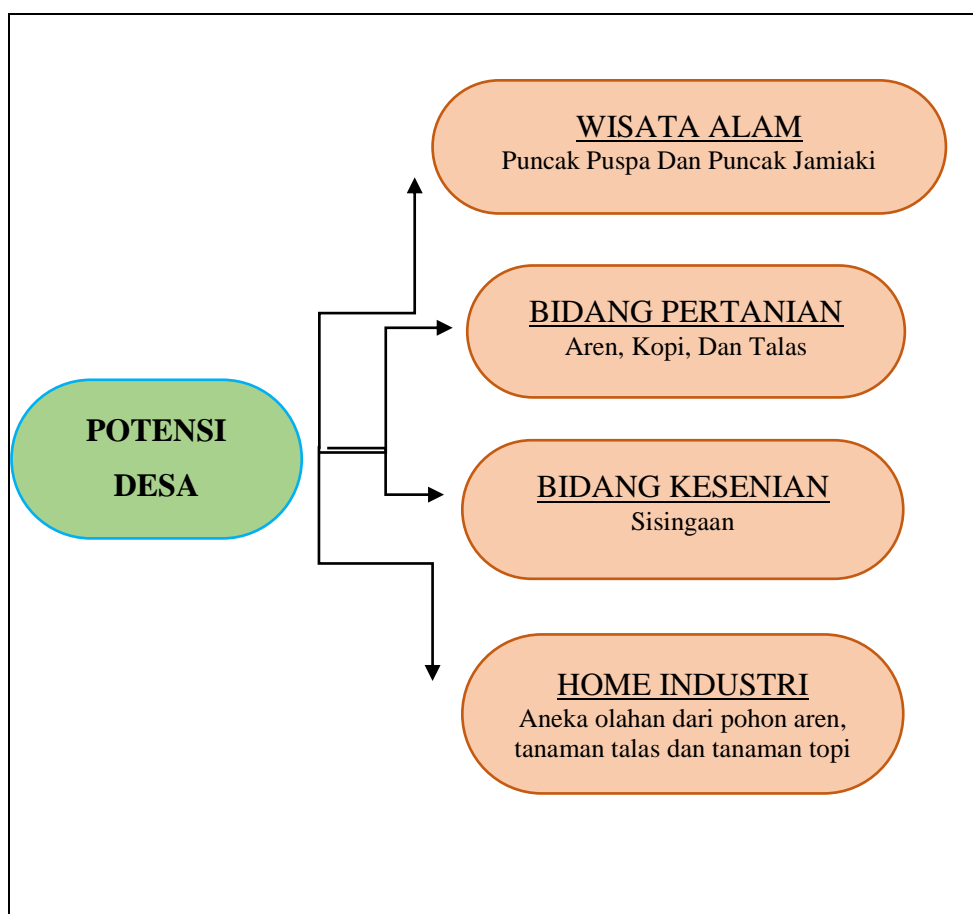 WISATA ALAM
Puncak Puspa Dan Puncak Jamiaki
BIDANG PERTANIAN
Aren, Kopi, Dan Talas
POTENSI
DESA
BIDANG KESENIAN
Sisingaan
HOME INDUSTRI
Aneka olahan dari pohon aren,
tanaman talas dan tanaman topi